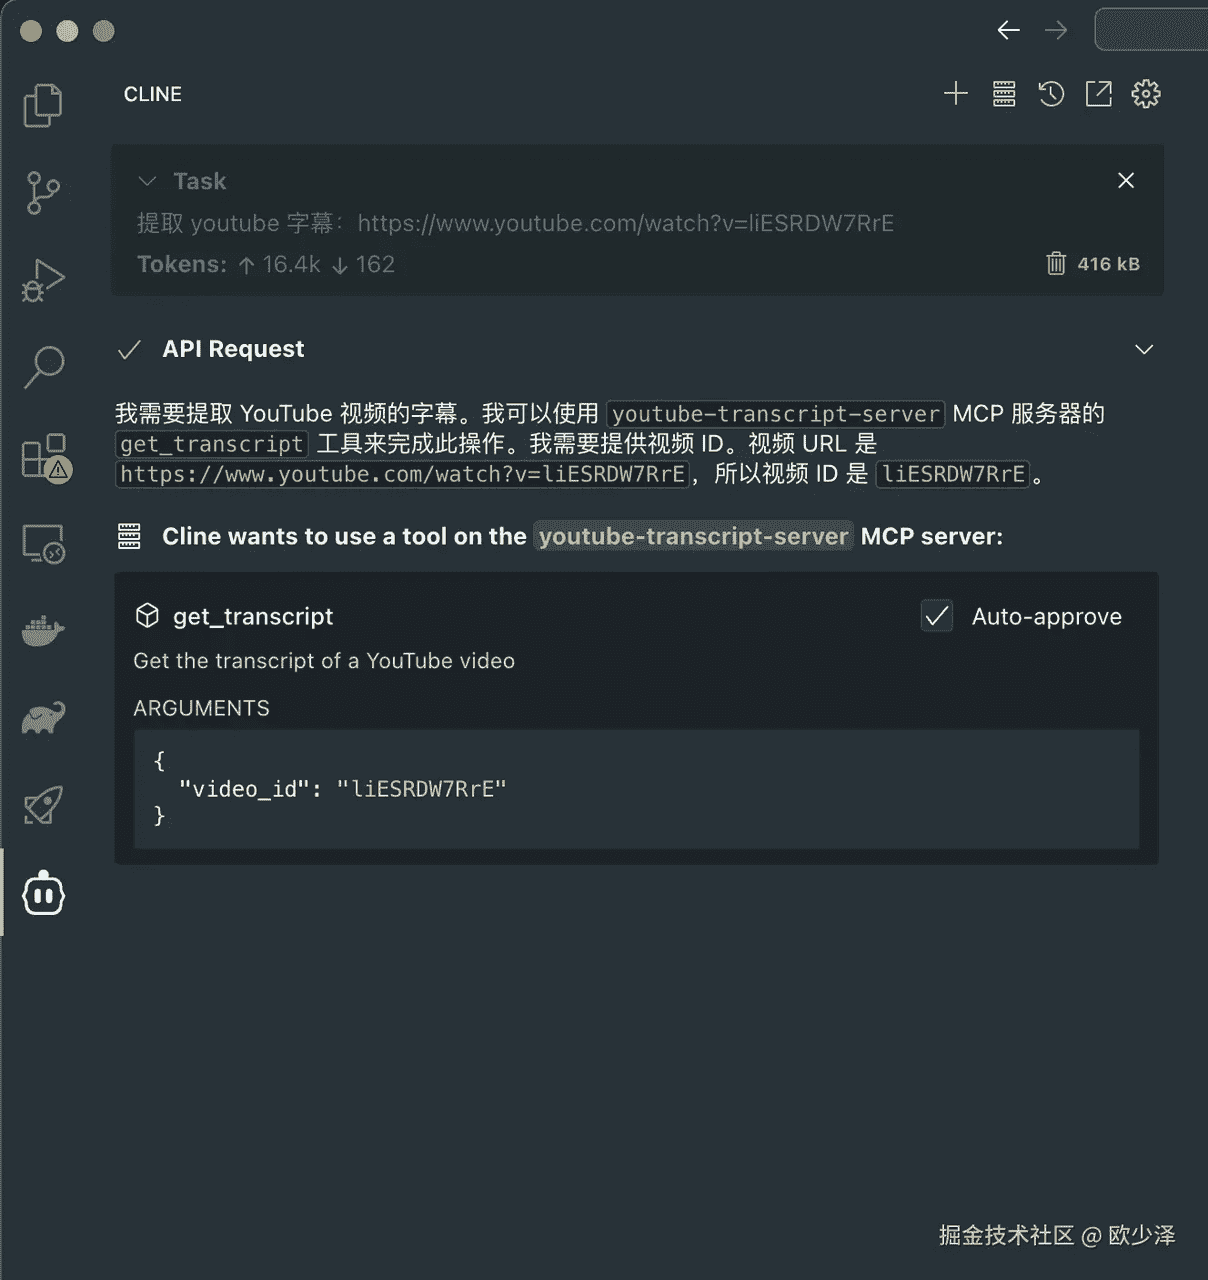 CLINE
Task
提取 youtube 字幕：https://www.youtube.com/watch?v=liESRDW7RrE
Tokens: ↑ 16.4k ↓ 162
416 kB
API Request
我需要提取 YouTube 视频的字幕。我可以使用 youtube-transcript-server MCP 服务器的
get_transcript 工具来完成此操作。我需要提供视频 ID。视频 URL 是
https://www.youtube.com/watch?v=liESRDW7RrE，所以视频 ID 是 liESRDW7RrE。
Cline wants to use a tool on the youtube-transcript-server MCP server:
get_transcript
Auto-approve
Get the transcript of a YouTube video
ARGUMENTS
{
"video_id": "liESRDW7RrE"
}
掘金技术社区 @ 欧少泽